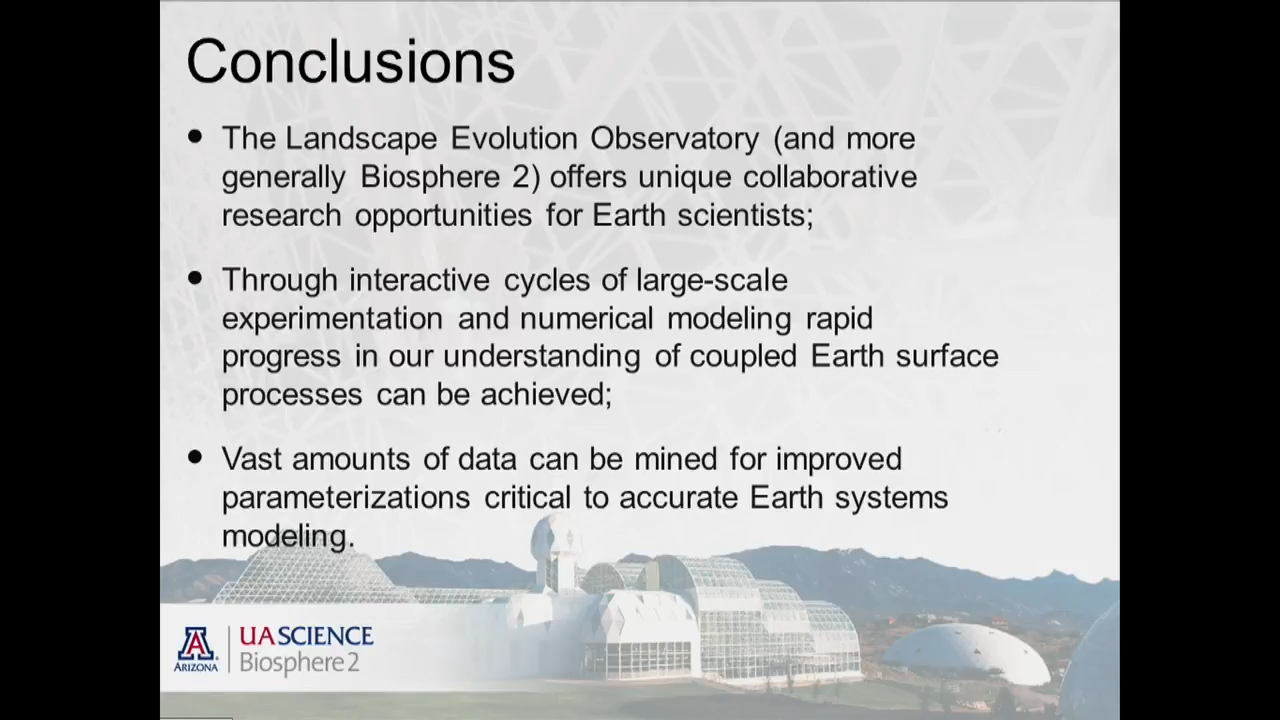 Conclusions
• The Landscape Evolution Observatory (and more
generally Biosphere 2) offers unique collaborative
research opportunities for Earth scientists;
• Through interactive cycles of large-scale
experimentation and numerical modeling rapid
progress in our understanding of coupled Earth surface
processes can be achieved;
• Vast amounts of data can be mined for improved
parameterizations critical to accurate Earth systems
modeling.
A
ARIZONA
UA SCIENCE
Biosphere 2